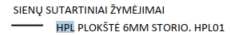 SIENŲ SUTARTINIAI ŽYMĖJIMAI
HPL PLOKŠTĖ 6MM STORIO. HPL01